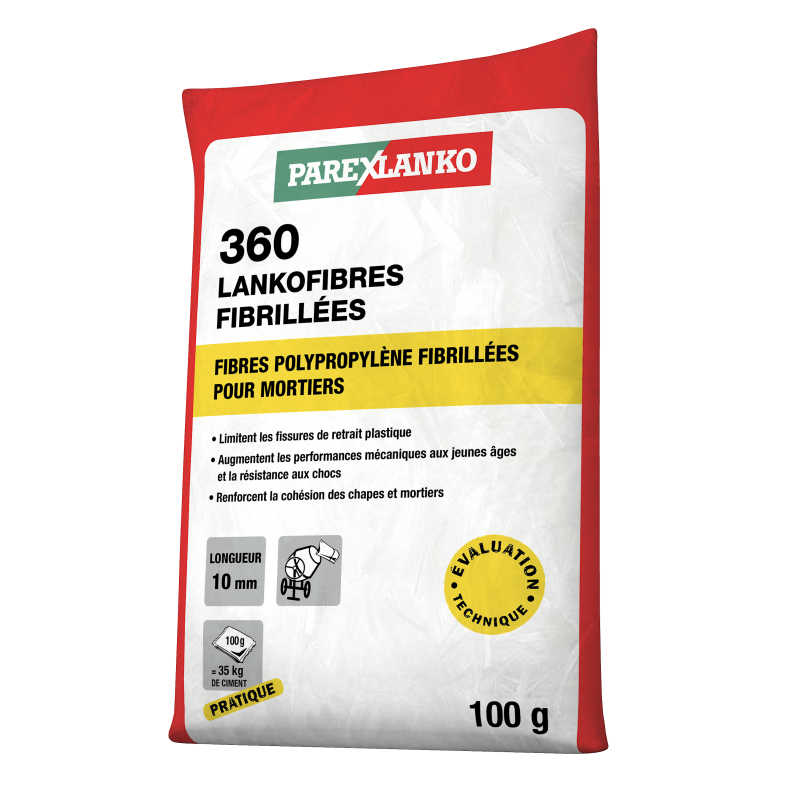 PAREXLANKO
360
LANKOFIBRES
FIBRILLÉES
FIBRES POLYPROPYLÈNE FIBRILLÉES
POUR MORTIERS
• Limitent les fissures de retrait plastique
• Augmentent les performances mécaniques aux jeunes âges
et la résistance aux chocs
• Renforcent la cohésion des chapes et mortiers
LONGUEUR
10 mm
• ÉVALUATION •
TECHNIQUE
100 g
= 35 kg
DE CIMENT
PRATIQUE
100 g